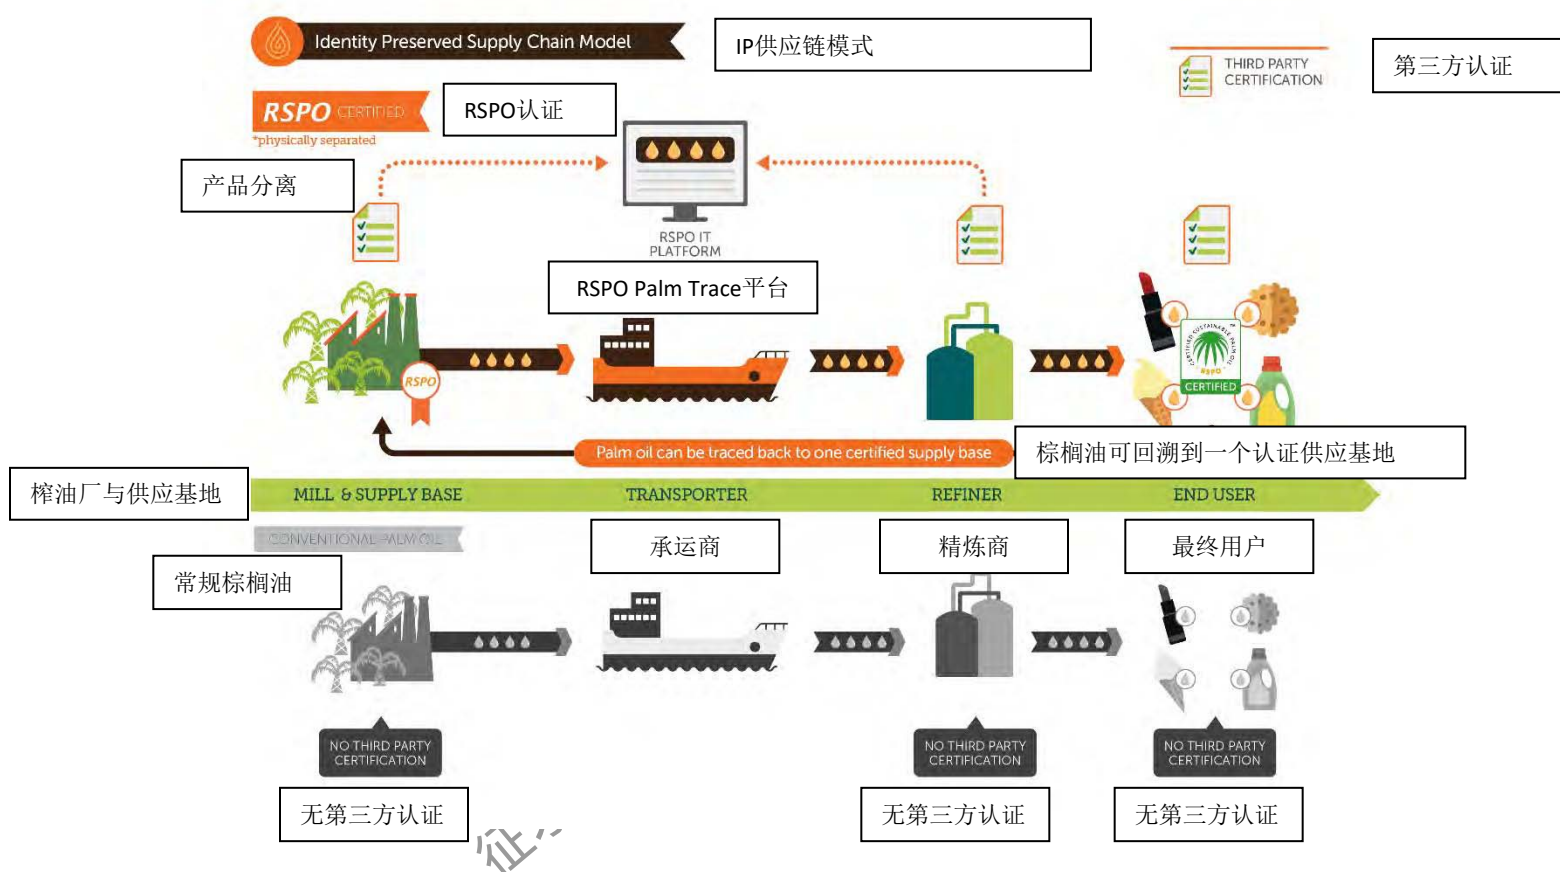 Identity Preserved Supply Chain Model
IP供应链模式
THIRD PARTY
CERTIFICATION
第三方认证
RSPO CERTIFIED
RSPO认证
*physically separated
产品分离
RSPO IT
PLATFORM
RSPO Palm Trace平台
RSPO
CERTIFIED SUSTAINABLE PALM OIL
RSPO
CERTIFIED
Palm oil can be traced back to one certified supply base
棕榈油可回溯到一个认证供应基地
榨油厂与供应基地
MILL & SUPPLY BASE
TRANSPORTER
REFINER
END USER
CONVENTIONAL PALM OIL
承运商
精炼商
最终用户
常规棕榈油
NO THIRD PARTY
CERTIFICATION
NO THIRD PARTY
CERTIFICATION
NO THIRD PARTY
CERTIFICATION
无第三方认证
无第三方认证
无第三方认证
征